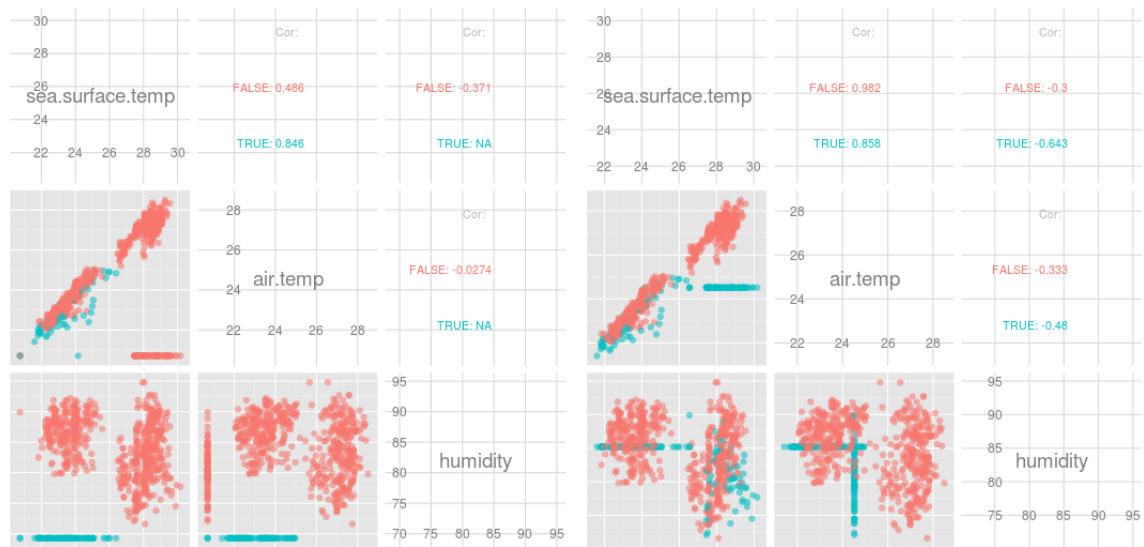 30
Cor:
Cor:
28
26
FALSE: 0.486
FALSE: -0.371
sea.surface.temp
24
22
TRUE: 0.846
TRUE: NA
22 24 26 28 30
28
Cor:
26
FALSE: -0.0274
air.temp
24
TRUE: NA
22
22 24 26 28
95
90
85
humidity
80
75
70
75 80 85 90 95
30
Cor:
Cor:
28
26
FALSE: 0.982
FALSE: -0.3
sea.surface.temp
24
TRUE: 0.858
TRUE: -0.643
22
22 24 26 28 30
28
Cor:
26
FALSE: -0.333
air.temp
24
TRUE: -0.48
22
22 24 26 28
95
90
85
humidity
80
75
75 80 85 90 95